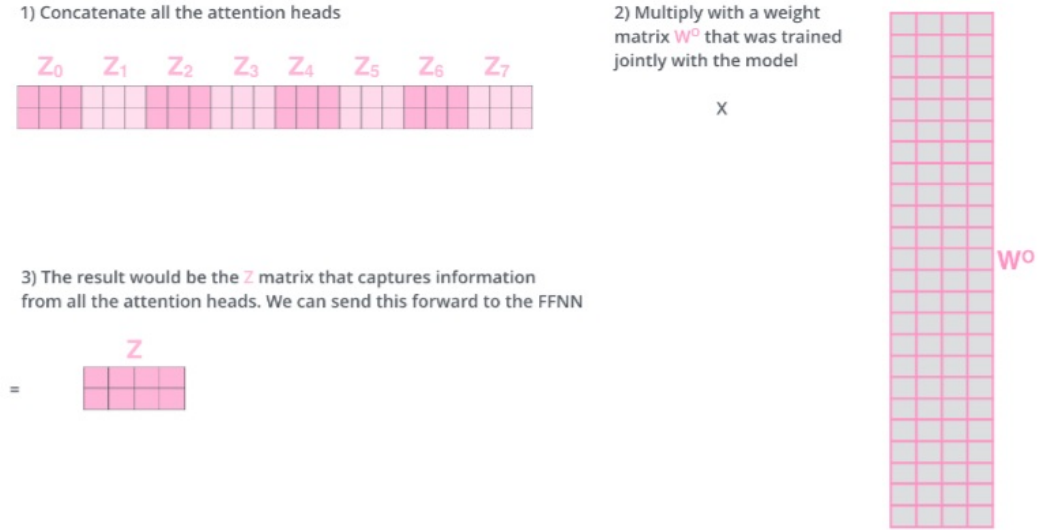 1) Concatenate all the attention heads
Z0 Z1 Z2 Z3 Z4 Z5 Z6 Z7
2) Multiply with a weight
matrix Wᴼ that was trained
jointly with the model
X
Wᴼ
3) The result would be the Z matrix that captures information
from all the attention heads. We can send this forward to the FFNN
Z
=